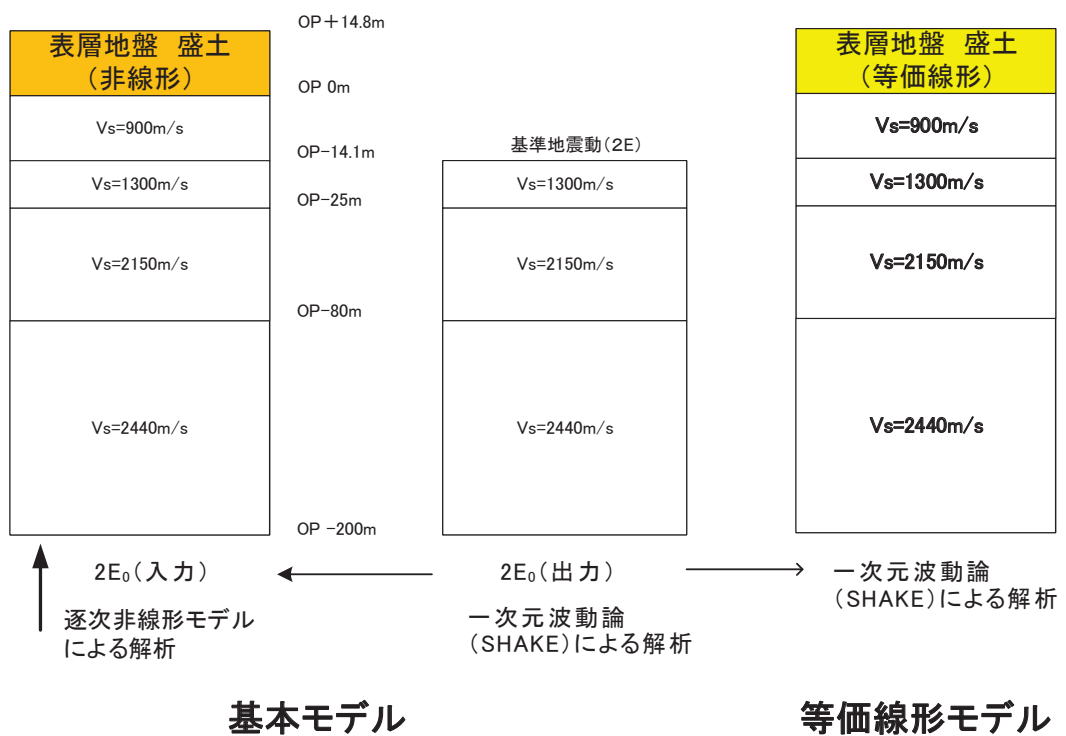 表層地盤 盛土
(非線形)
Vs=900m/s
Vs=1300m/s
Vs=2150m/s
Vs=2440m/s
OP+14.8m
OP 0m
OP-14.1m
OP-25m
OP-80m
OP -200m
基準地震動(2E)
Vs=1300m/s
Vs=2150m/s
Vs=2440m/s
表層地盤 盛土
(等価線形)
Vs=900m/s
Vs=1300m/s
Vs=2150m/s
Vs=2440m/s
2E₀(入力)
逐次非線形モデル
による解析
2E₀(出力)
一次元波動論
(SHAKE)による解析
一次元波動論
(SHAKE)による解析
基本モデル
等価線形モデル